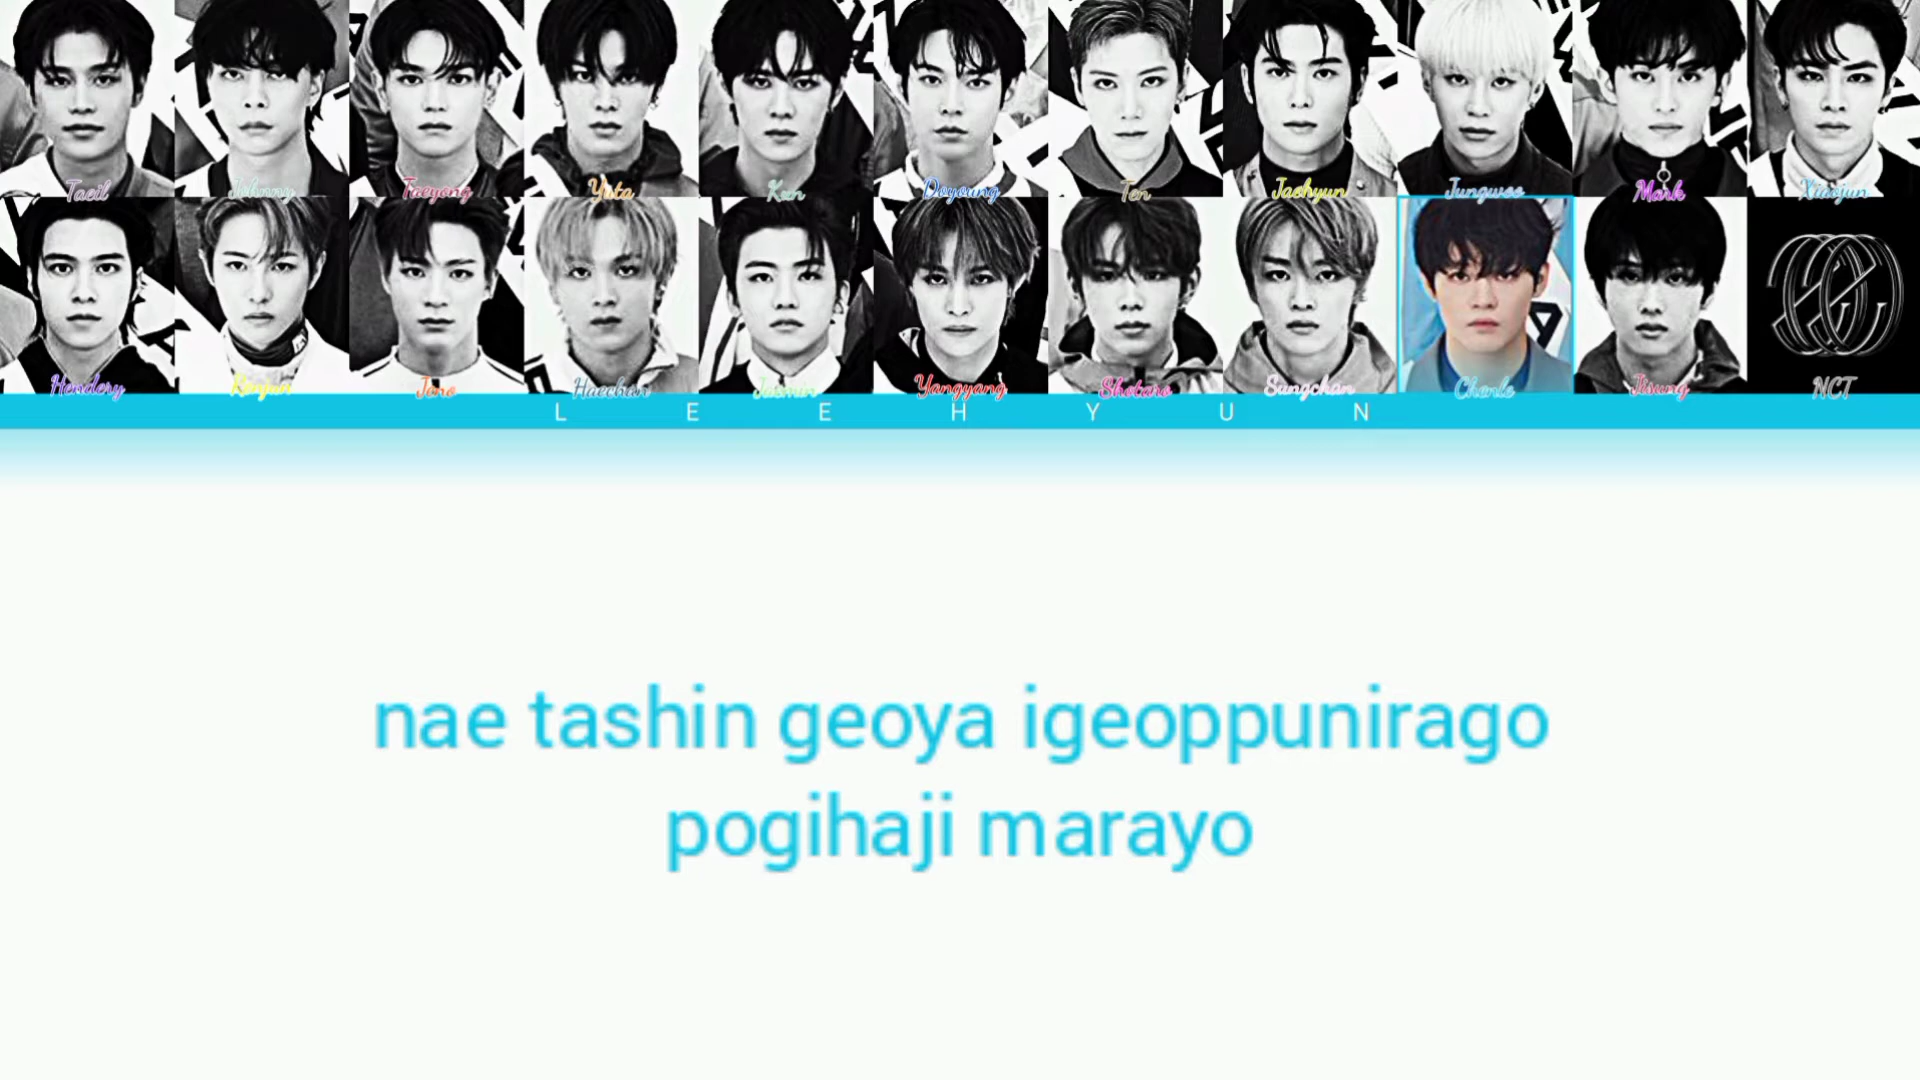 Taeil Johnny Taeyong Yuta Kun Doyoung Ten Jaehyun Jungwoo Mark Xiaojun
Hendery Renjun Jeno Haechan Jaemin Yangyang Shotaro Sungchan Chenle Jisung NCT
L E E H Y U N
nae tashin geoya igeoppunirago
pogihaji marayo